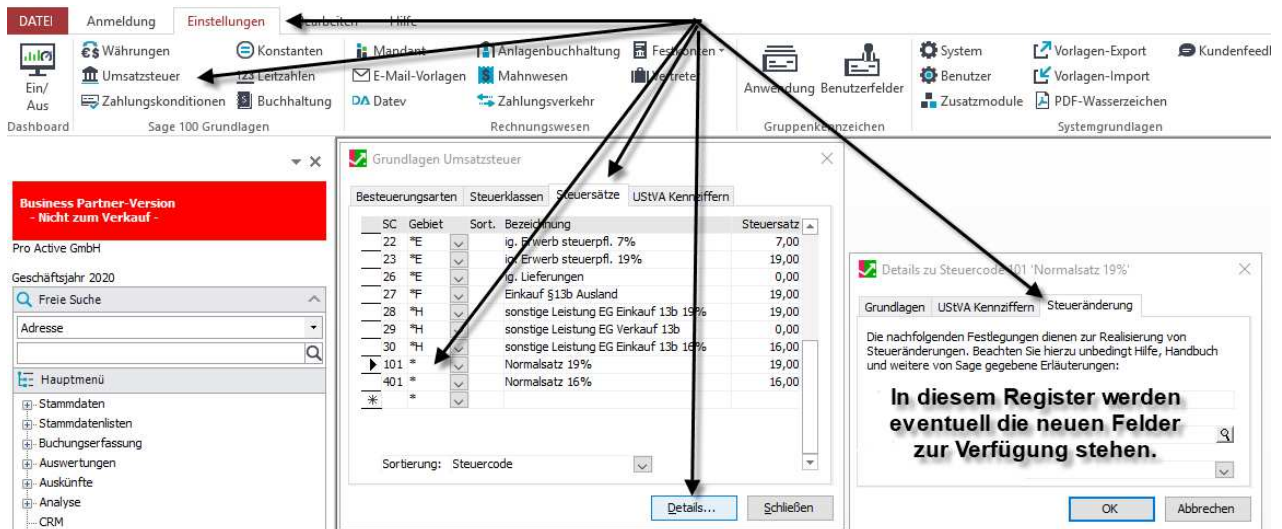 DATEI Anmeldung Einstellungen Bearbeiten Hilfe
Ein/
Aus
Dashboard
Währungen
Umsatzsteuer
Zahlungskonditionen
Konstanten
Leitzahlen
Buchhaltung
Sage 100 Grundlagen
Mandant
E-Mail-Vorlagen
Datev
Anlagenbuchhaltung
Mahnwesen
Zahlungsverkehr
Festkonten
Vertreter
Rechnungswesen
Anwendung Benutzerfelder
Gruppenkennzeichen
System
Benutzer
Zusatzmodule
Vorlagen-Export
Vorlagen-Import
PDF-Wasserzeichen
Systemgrundlagen
Business Partner-Version
- Nicht zum Verkauf -
Pro Active GmbH
Geschäftsjahr 2020
Freie Suche
Adresse
Hauptmenü
Stammdaten
Stammdatenlisten
Buchungserfassung
Auswertungen
Auskünfte
Analyse
CRM
Grundlagen Umsatzsteuer
Besteuerungsarten Steuerklassen Steuersätze UStVA Kennziffern
SC Gebiet Sort. Bezeichnung Steuersatz
22 *E ig. Erwerb steuerpfl. 7% 7,00
23 *E ig. Erwerb steuerpfl. 19% 19,00
26 *E ig. Lieferungen 0,00
27 *F Einkauf §13b Ausland 19,00
28 *H sonstige Leistung EG Einkauf 13b 19% 19,00
29 *H sonstige Leistung EG Verkauf 13b 0,00
30 *H sonstige Leistung EG Einkauf 13b 16% 16,00
101 * Normalsatz 19% 19,00
401 * Normalsatz 16% 16,00
* *
Sortierung: Steuercode
Details... Schließen
Details zu Steuercode 101 'Normalsatz 19%'
Grundlagen UStVA Kennziffern Steueränderung
Die nachfolgenden Festlegungen dienen zur Realisierung von
Steueränderungen. Beachten Sie hierzu unbedingt Hilfe, Handbuch
und weitere von Sage gegebene Erläuterungen:
In diesem Register werden
eventuell die neuen Felder
zur Verfügung stehen.
OK Abbrechen